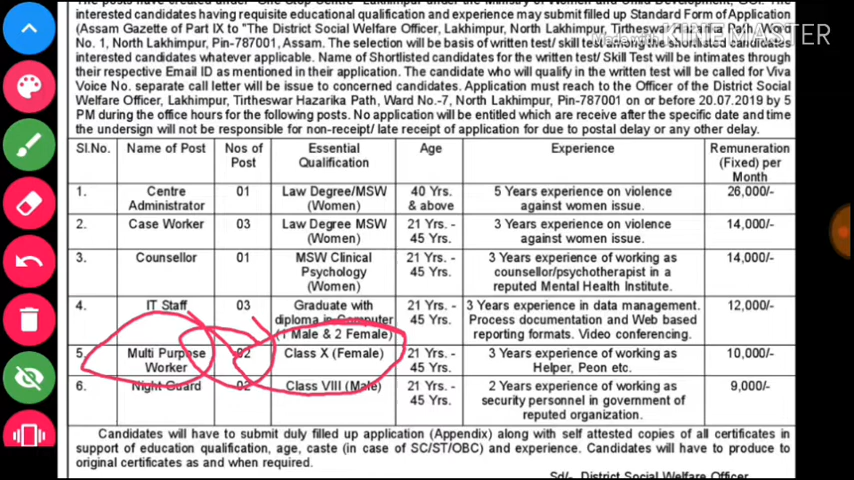 interested candidates having requisite educational qualification and experience may submit filled up Standard Form of Application
(Assam Gazette of Part IX to "The District Social Welfare Officer, Lakhimpur, North Lakhimpur, Tirtheswar Path, Ward
No. 1, North Lakhimpur, Pin-787001, Assam. The selection will be basis of written test/ skill test among the shortlisted candidates
interested candidates whatever applicable. Name of Shortlisted candidates for the written test/ Skill Test will be intimates through
their respective Email ID as mentioned in their application. The candidate who will qualify in the written test will be called for Viva
Voice No. separate call letter will be issue to concerned candidates. Application must reach to the Officer of the District Social
Welfare Officer, Lakhimpur, Tirtheswar Hazarika Path, Ward No.-7, North Lakhimpur, Pin-787001 on or before 20.07.2019 by 5
PM during the office hours for the following posts. No application will be entitled which are receive after the specific date and time
the undersign will not be responsible for non-receipt/ late receipt of application for due to postal delay or any other delay.
Sl.No. Name of Post Nos of Post Essential Qualification Age Experience Remuneration (Fixed) per Month
1. Centre Administrator 01 Law Degree/MSW (Women) 40 Yrs. & above 5 Years experience on violence against women issue. 26,000/-
2. Case Worker 03 Law Degree MSW (Women) 21 Yrs. - 45 Yrs. 3 Years experience on violence against women issue. 14,000/-
3. Counsellor 01 MSW Clinical Psychology (Women) 21 Yrs. - 45 Yrs. 3 Years experience of working as counsellor/psychotherapist in a reputed Mental Health Institute. 14,000/-
4. IT Staff 03 Graduate with diploma in Computer (1 Male & 2 Female) 21 Yrs. - 45 Yrs. 3 Years experience in data management. Process documentation and Web based reporting formats. Video conferencing. 12,000/-
5. Multi Purpose Worker 02 Class X (Female) 21 Yrs. - 45 Yrs. 3 Years experience of working as Helper, Peon etc. 10,000/-
6. Night Guard 02 Class VIII (Male) 21 Yrs. - 45 Yrs. 2 Years experience of working as security personnel in government of reputed organization. 9,000/-
Candidates will have to submit duly filled up application (Appendix) along with self attested copies of all certificates in
support of education qualification, age, caste (in case of SC/ST/OBC) and experience. Candidates will have to produce to
original certificates as and when required.
Sd/- District Social Welfare Officer